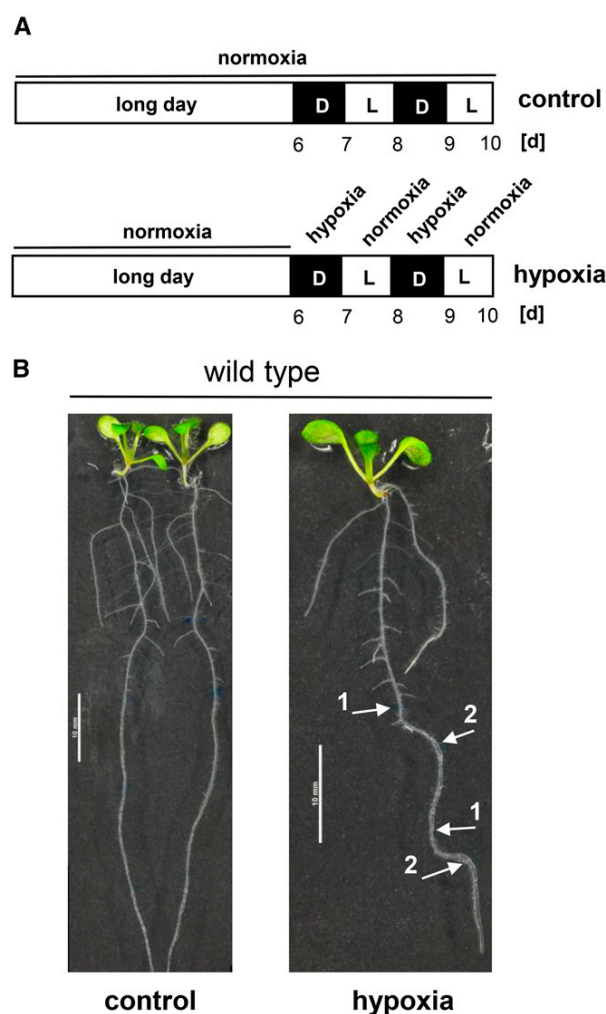 A
normoxia
long day D L D L control
6 7 8 9 10 [d]
hypoxia normoxia hypoxia normoxia
normoxia
long day D L D L hypoxia
6 7 8 9 10 [d]
B
wild type
1
2
10 mm
10 mm
1
2
control hypoxia